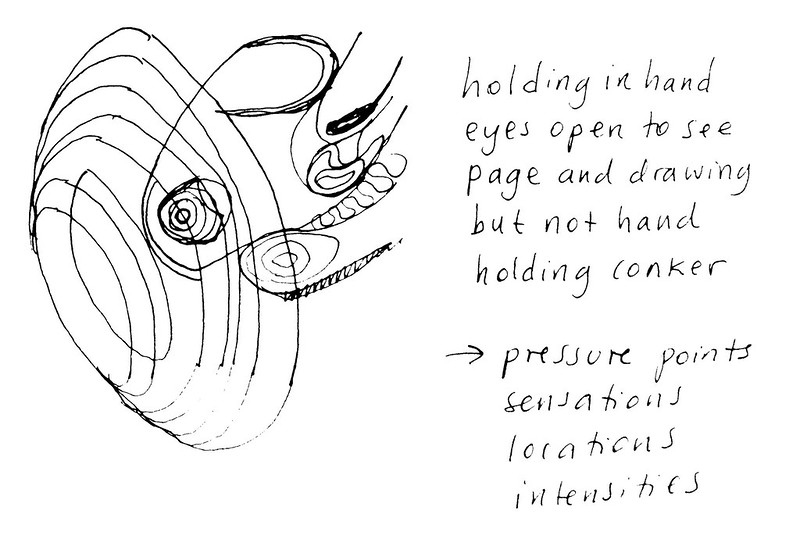 holding in hand
eyes open to see
page and drawing
but not hand
holding conker
→ pressure points
sensations
locations
intensities